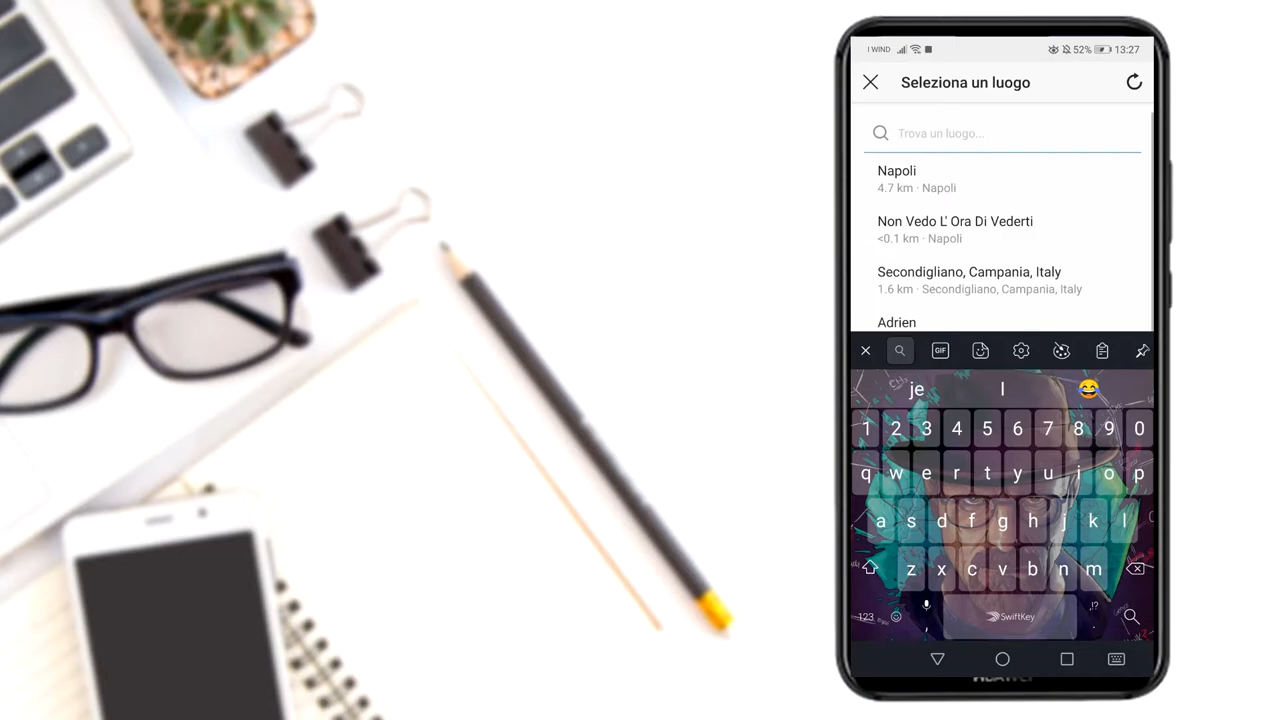 I WIND 52% 13:27
Seleziona un luogo
Trova un luogo...
Napoli
4.7 km · Napoli
Non Vedo L' Ora Di Vederti
<0.1 km · Napoli
Secondigliano, Campania, Italy
1.6 km · Secondigliano, Campania, Italy
Adrien
GIF
je I 😂
1 2 3 4 5 6 7 8 9 0
q w e r t y u i o p
a s d f g h j k l
z x c v b n m
123 , SwiftKey .!?